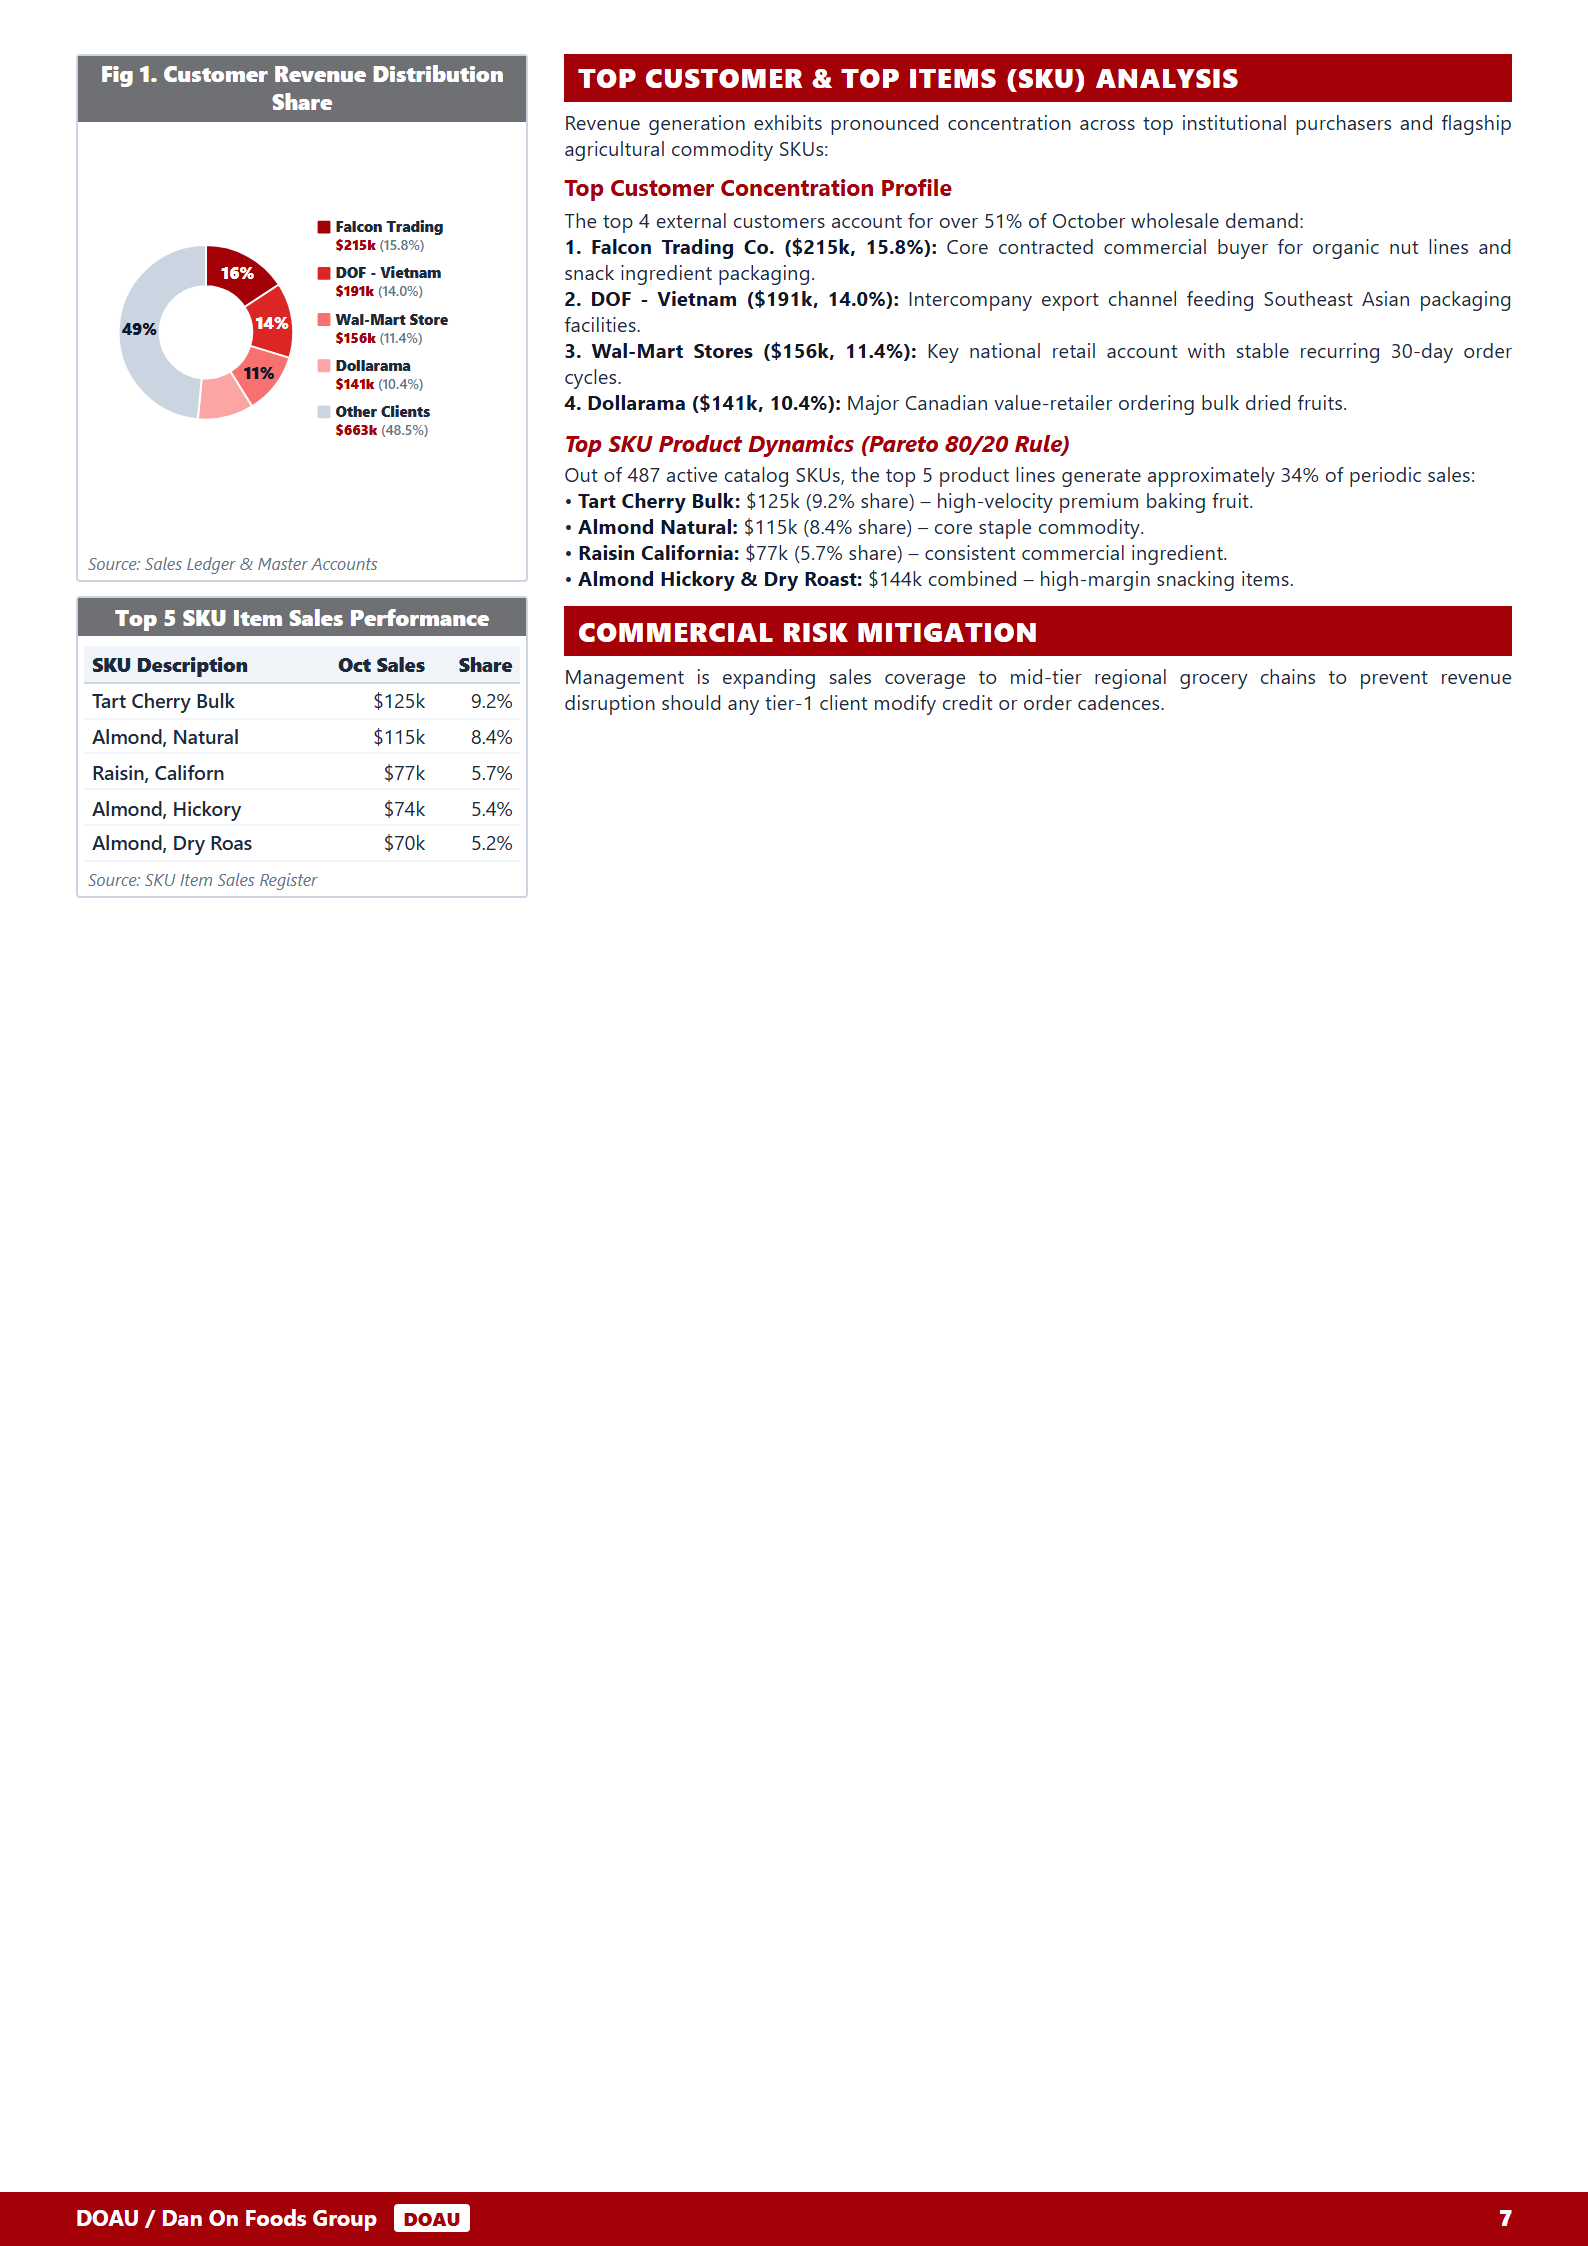 Fig 1. Customer Revenue Distribution
Share
16%
14%
11%
49%
Falcon Trading
$215k (15.8%)
DOF - Vietnam
$191k (14.0%)
Wal-Mart Store
$156k (11.4%)
Dollarama
$141k (10.4%)
Other Clients
$663k (48.5%)
Source: Sales Ledger & Master Accounts
Top 5 SKU Item Sales Performance
SKU Description Oct Sales Share
Tart Cherry Bulk $125k 9.2%
Almond, Natural $115k 8.4%
Raisin, Californ $77k 5.7%
Almond, Hickory $74k 5.4%
Almond, Dry Roas $70k 5.2%
Source: SKU Item Sales Register
TOP CUSTOMER & TOP ITEMS (SKU) ANALYSIS
Revenue generation exhibits pronounced concentration across top institutional purchasers and flagship
agricultural commodity SKUs:
Top Customer Concentration Profile
The top 4 external customers account for over 51% of October wholesale demand:
1. Falcon Trading Co. ($215k, 15.8%): Core contracted commercial buyer for organic nut lines and
snack ingredient packaging.
2. DOF - Vietnam ($191k, 14.0%): Intercompany export channel feeding Southeast Asian packaging
facilities.
3. Wal-Mart Stores ($156k, 11.4%): Key national retail account with stable recurring 30-day order
cycles.
4. Dollarama ($141k, 10.4%): Major Canadian value-retailer ordering bulk dried fruits.
Top SKU Product Dynamics (Pareto 80/20 Rule)
Out of 487 active catalog SKUs, the top 5 product lines generate approximately 34% of periodic sales:
• Tart Cherry Bulk: $125k (9.2% share) – high-velocity premium baking fruit.
• Almond Natural: $115k (8.4% share) – core staple commodity.
• Raisin California: $77k (5.7% share) – consistent commercial ingredient.
• Almond Hickory & Dry Roast: $144k combined – high-margin snacking items.
COMMERCIAL RISK MITIGATION
Management is expanding sales coverage to mid-tier regional grocery chains to prevent revenue
disruption should any tier-1 client modify credit or order cadences.
DOAU / Dan On Foods Group DOAU 7